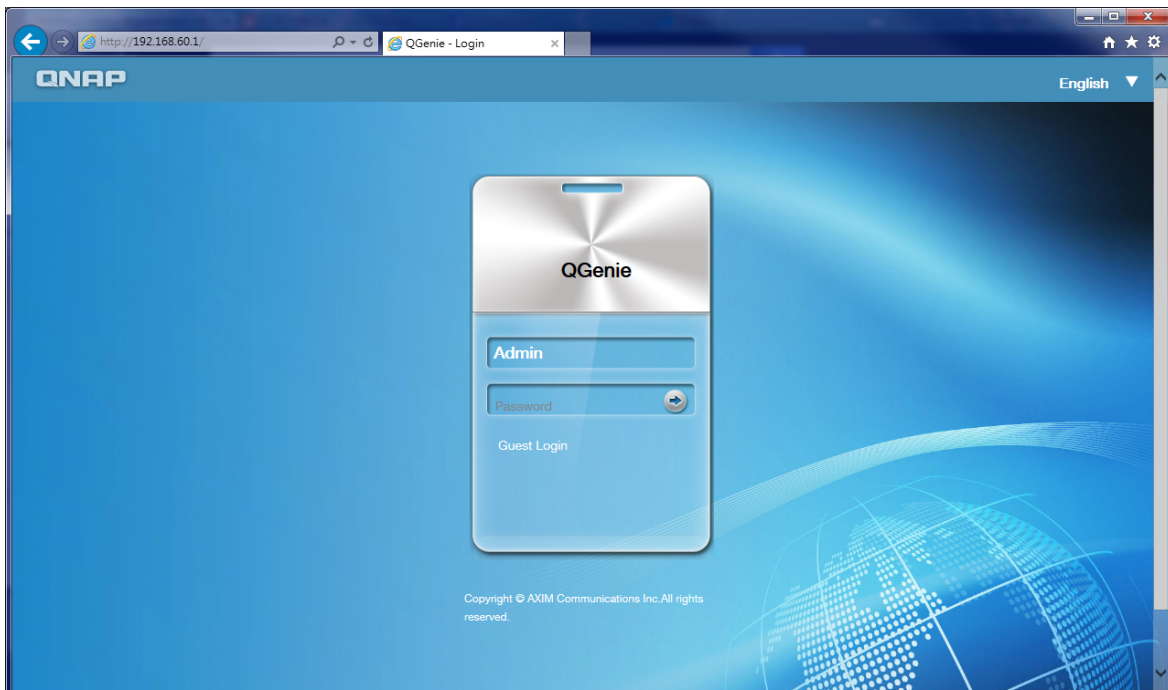 http://192.168.60.1/
QGenie - Login
QNAP
English
QGenie
Admin
Password
Guest Login
Copyright © AXIM Communications Inc.All rights
reserved.